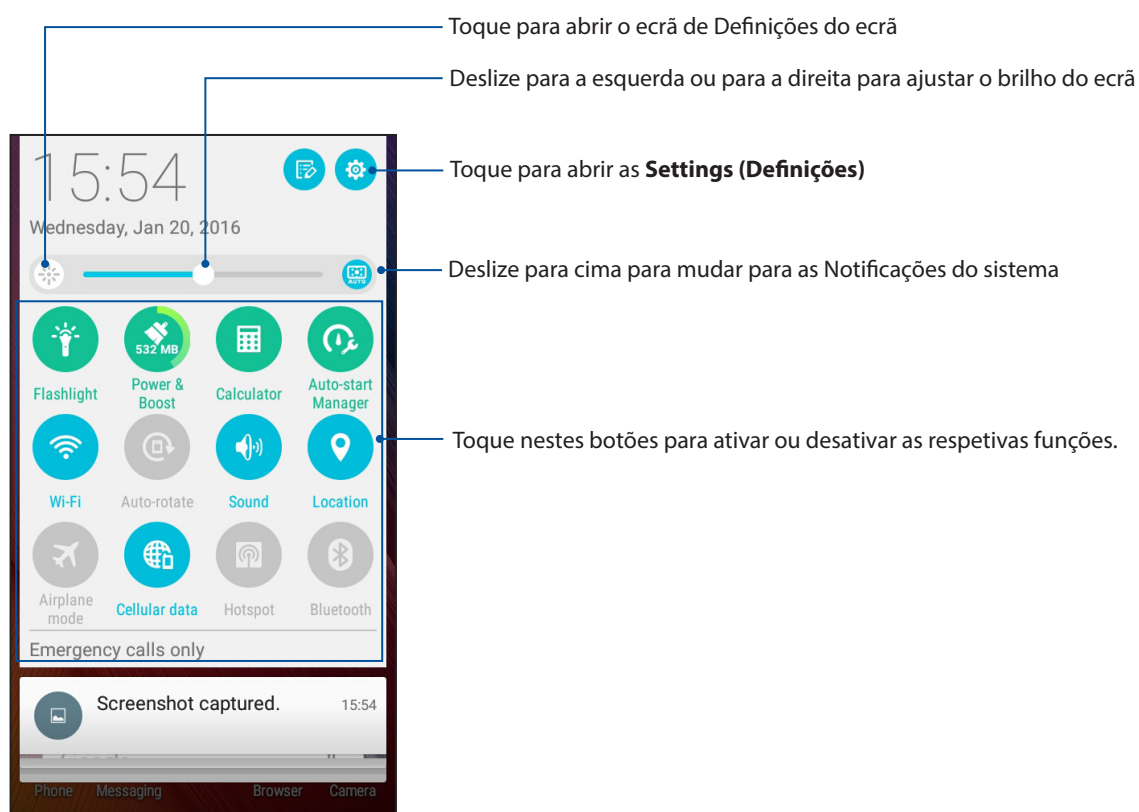 Toque para abrir o ecrã de Definições do ecrã
Deslize para a esquerda ou para a direita para ajustar o brilho do ecrã
15:54
Toque para abrir as Settings (Definições)
Wednesday, Jan 20, 2016
AUTO
Deslize para cima para mudar para as Notificações do sistema
532 MB
Flashlight
Power &
Boost
Calculator
Auto-start
Manager
Toque nestes botões para ativar ou desativar as respetivas funções.
Wi-Fi
Auto-rotate
Sound
Location
Airplane
mode
Cellular data
Hotspot
Bluetooth
Emergency calls only
Screenshot captured.
15:54
Phone
Messaging
Browser
Camera